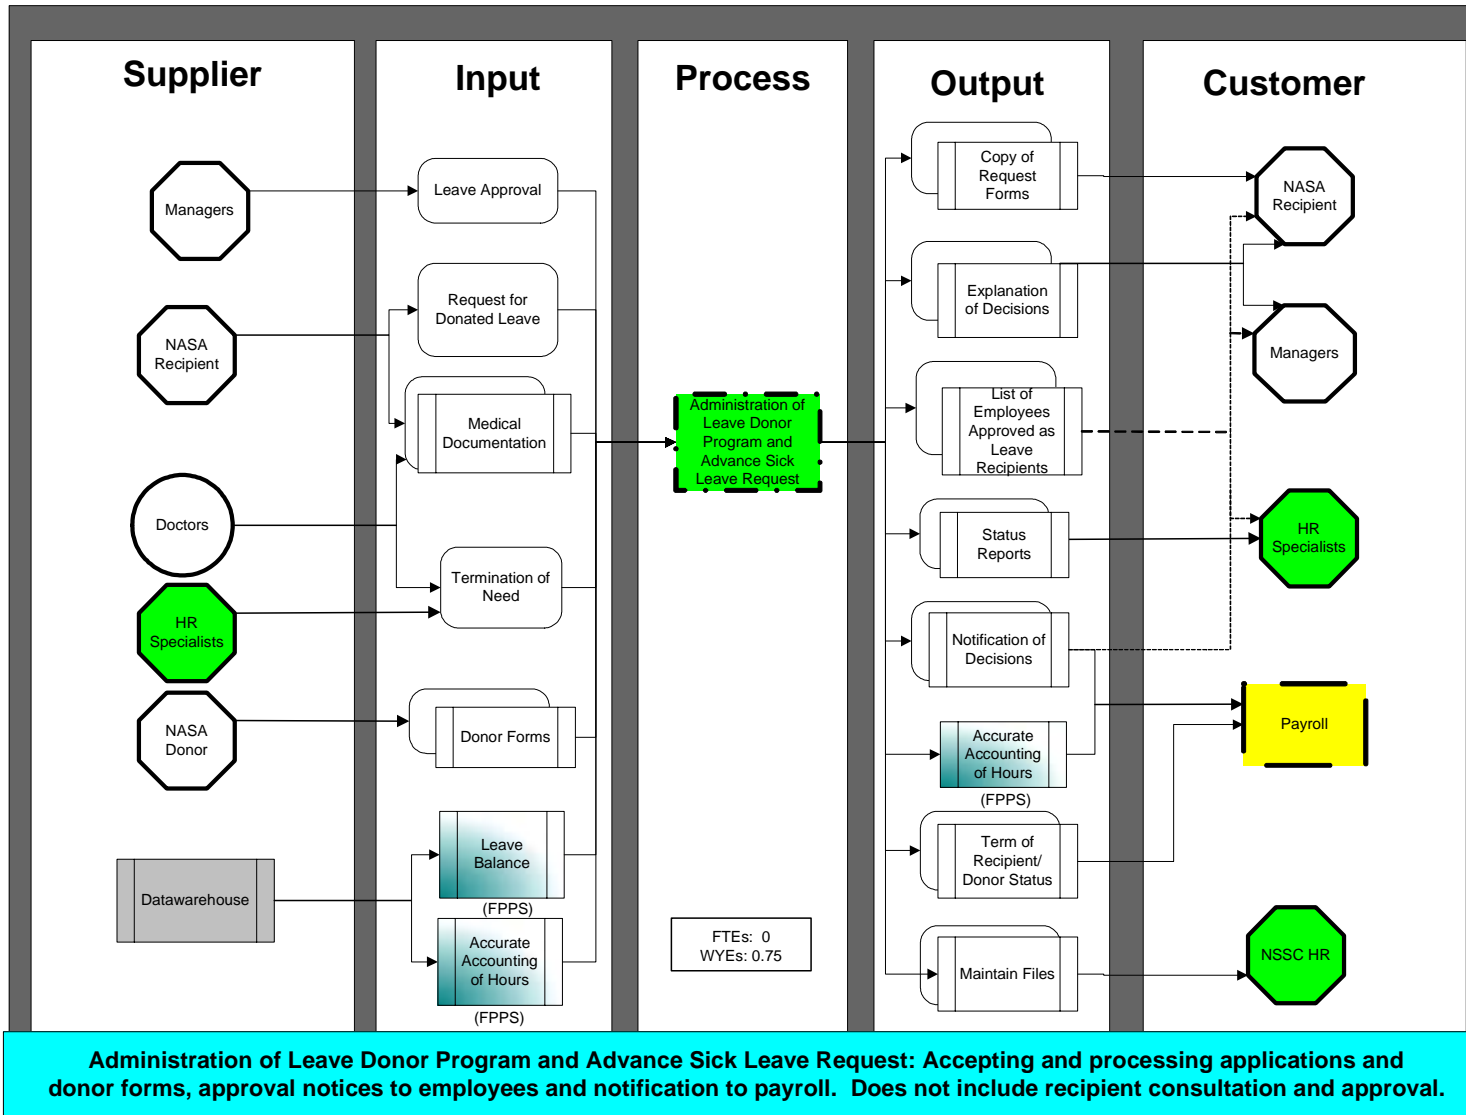 Supplier
Input
Process
Output
Customer
Managers
NASA
Recipient
Doctors
HR
Specialists
NASA
Donor
Datawarehouse
Leave Approval
Request for
Donated Leave
Medical
Documentation
Termination of
Need
Donor Forms
Leave
Balance
(FPPS)
Accurate
Accounting
of Hours
(FPPS)
Administration of
Leave Donor
Program and
Advance Sick
Leave Request
FTEs:  0
WYEs: 0.75
Copy of
Request
Forms
Explanation
of Decisions
List of
Employees
Approved as
Leave
Recipients
Status
Reports
Notification of
Decisions
Accurate
Accounting
of Hours
(FPPS)
Term of
Recipient/
Donor Status
Maintain Files
NASA
Recipient
Managers
HR
Specialists
Payroll
NSSC HR
Administration of Leave Donor Program and Advance Sick Leave Request: Accepting and processing applications and
donor forms, approval notices to employees and notification to payroll.  Does not include recipient consultation and approval.